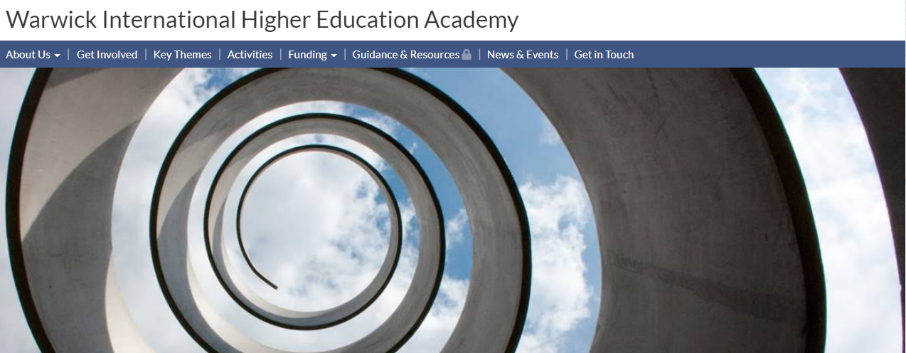 Warwick International Higher Education Academy
About Us | Get Involved | Key Themes | Activities | Funding | Guidance & Resources | News & Events | Get in Touch